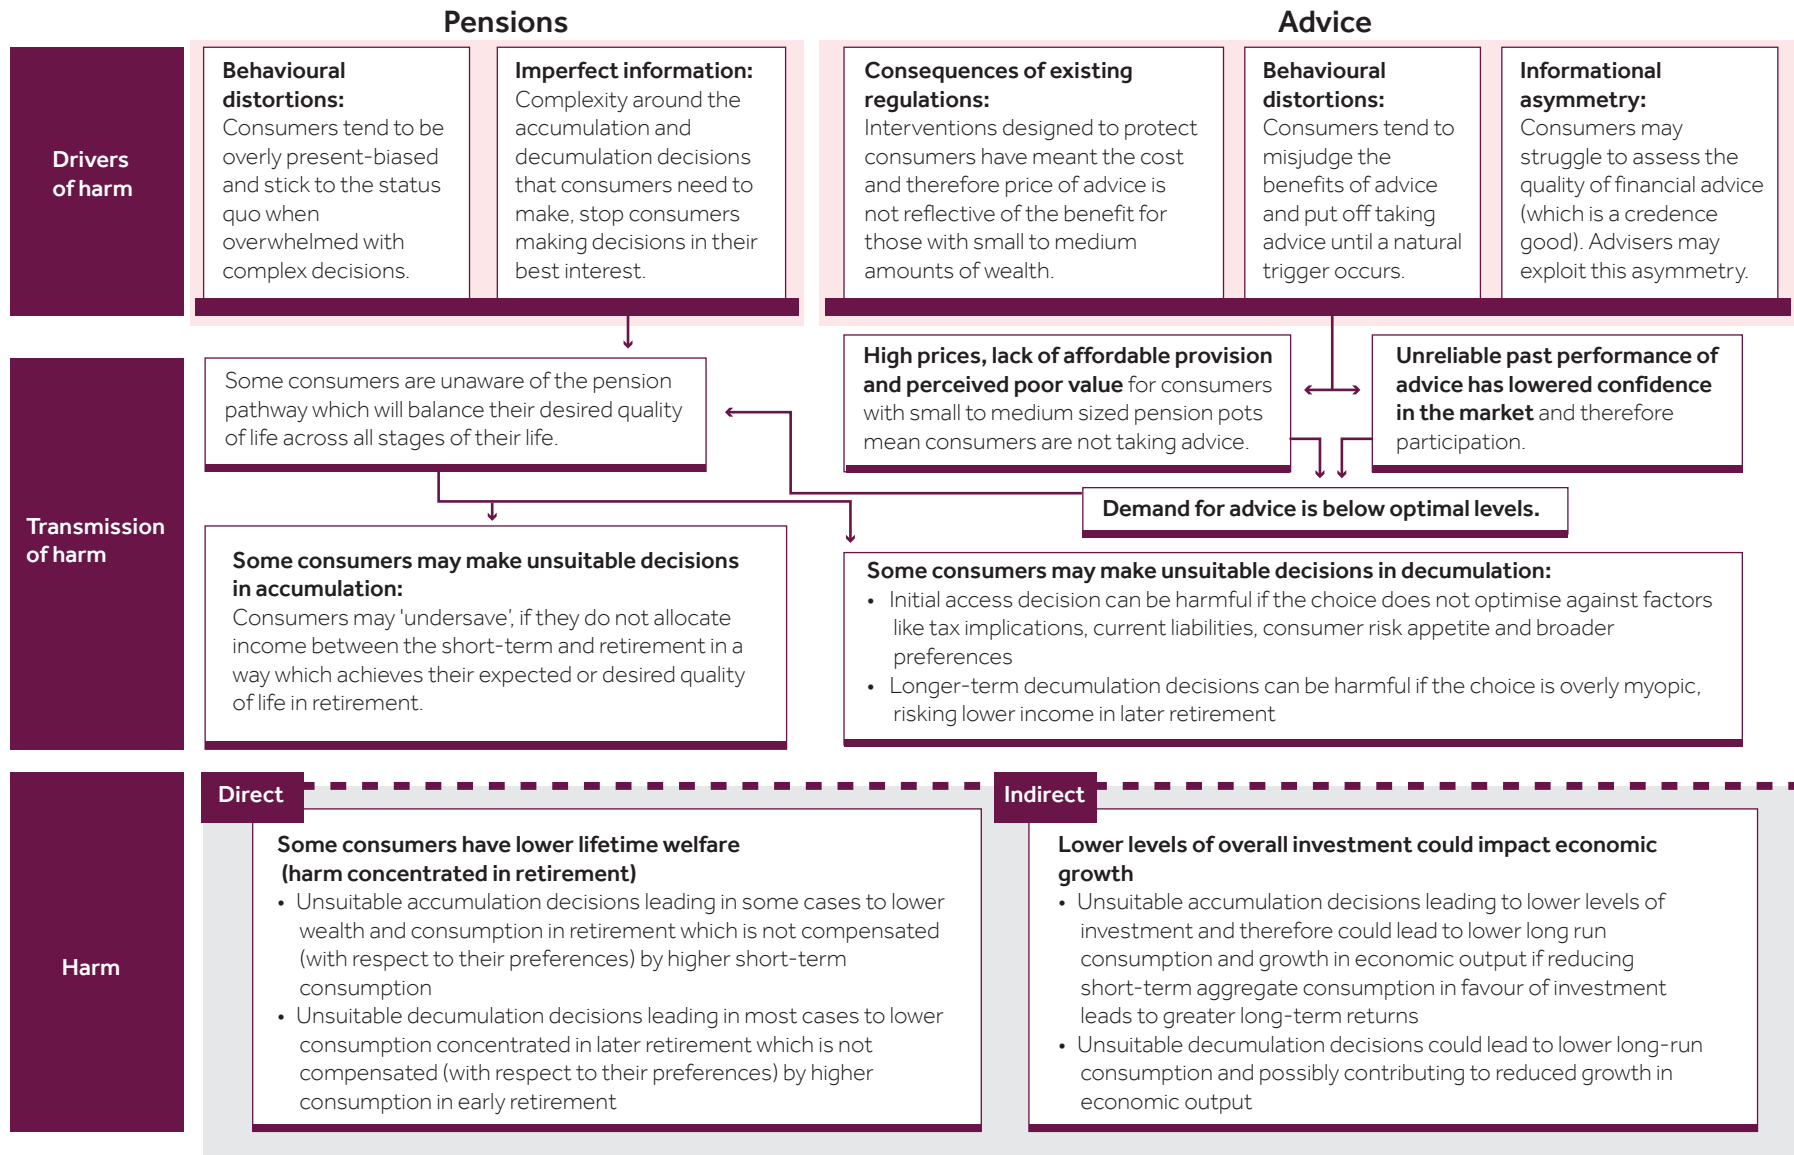 Pensions
Advice
Drivers
of harm
Behavioural
distortions:
Consumers tend to be
overly present-biased
and stick to the status
quo when
overwhelmed with
complex decisions.
Imperfect information:
Complexity around the
accumulation and
decumulation decisions
that consumers need to
make, stop consumers
making decisions in their
best interest.
Consequences of existing
regulations:
Interventions designed to protect
consumers have meant the cost
and therefore price of advice is
not reflective of the benefit for
those with small to medium
amounts of wealth.
Behavioural
distortions:
Consumers tend to
misjudge the
benefits of advice
and put off taking
advice until a natural
trigger occurs.
Informational
asymmetry:
Consumers may
struggle to assess the
quality of financial advice
(which is a credence
good). Advisers may
exploit this asymmetry.
Transmission
of harm
Some consumers are unaware of the pension
pathway which will balance their desired quality
of life across all stages of their life.
High prices, lack of affordable provision
and perceived poor value for consumers
with small to medium sized pension pots
mean consumers are not taking advice.
Unreliable past performance of
advice has lowered confidence
in the market and therefore
participation.
Demand for advice is below optimal levels.
Some consumers may make unsuitable decisions
in accumulation:
Consumers may 'undersave', if they do not allocate
income between the short-term and retirement in a
way which achieves their expected or desired quality
of life in retirement.
Some consumers may make unsuitable decisions in decumulation:
• Initial access decision can be harmful if the choice does not optimise against factors
like tax implications, current liabilities, consumer risk appetite and broader
preferences
• Longer-term decumulation decisions can be harmful if the choice is overly myopic,
risking lower income in later retirement
Harm
Direct
Some consumers have lower lifetime welfare
(harm concentrated in retirement)
• Unsuitable accumulation decisions leading in some cases to lower
wealth and consumption in retirement which is not compensated
(with respect to their preferences) by higher short-term
consumption
• Unsuitable decumulation decisions leading in most cases to lower
consumption concentrated in later retirement which is not
compensated (with respect to their preferences) by higher
consumption in early retirement
Indirect
Lower levels of overall investment could impact economic
growth
• Unsuitable accumulation decisions leading to lower levels of
investment and therefore could lead to lower long run
consumption and growth in economic output if reducing
short-term aggregate consumption in favour of investment
leads to greater long-term returns
• Unsuitable decumulation decisions could lead to lower long-run
consumption and possibly contributing to reduced growth in
economic output